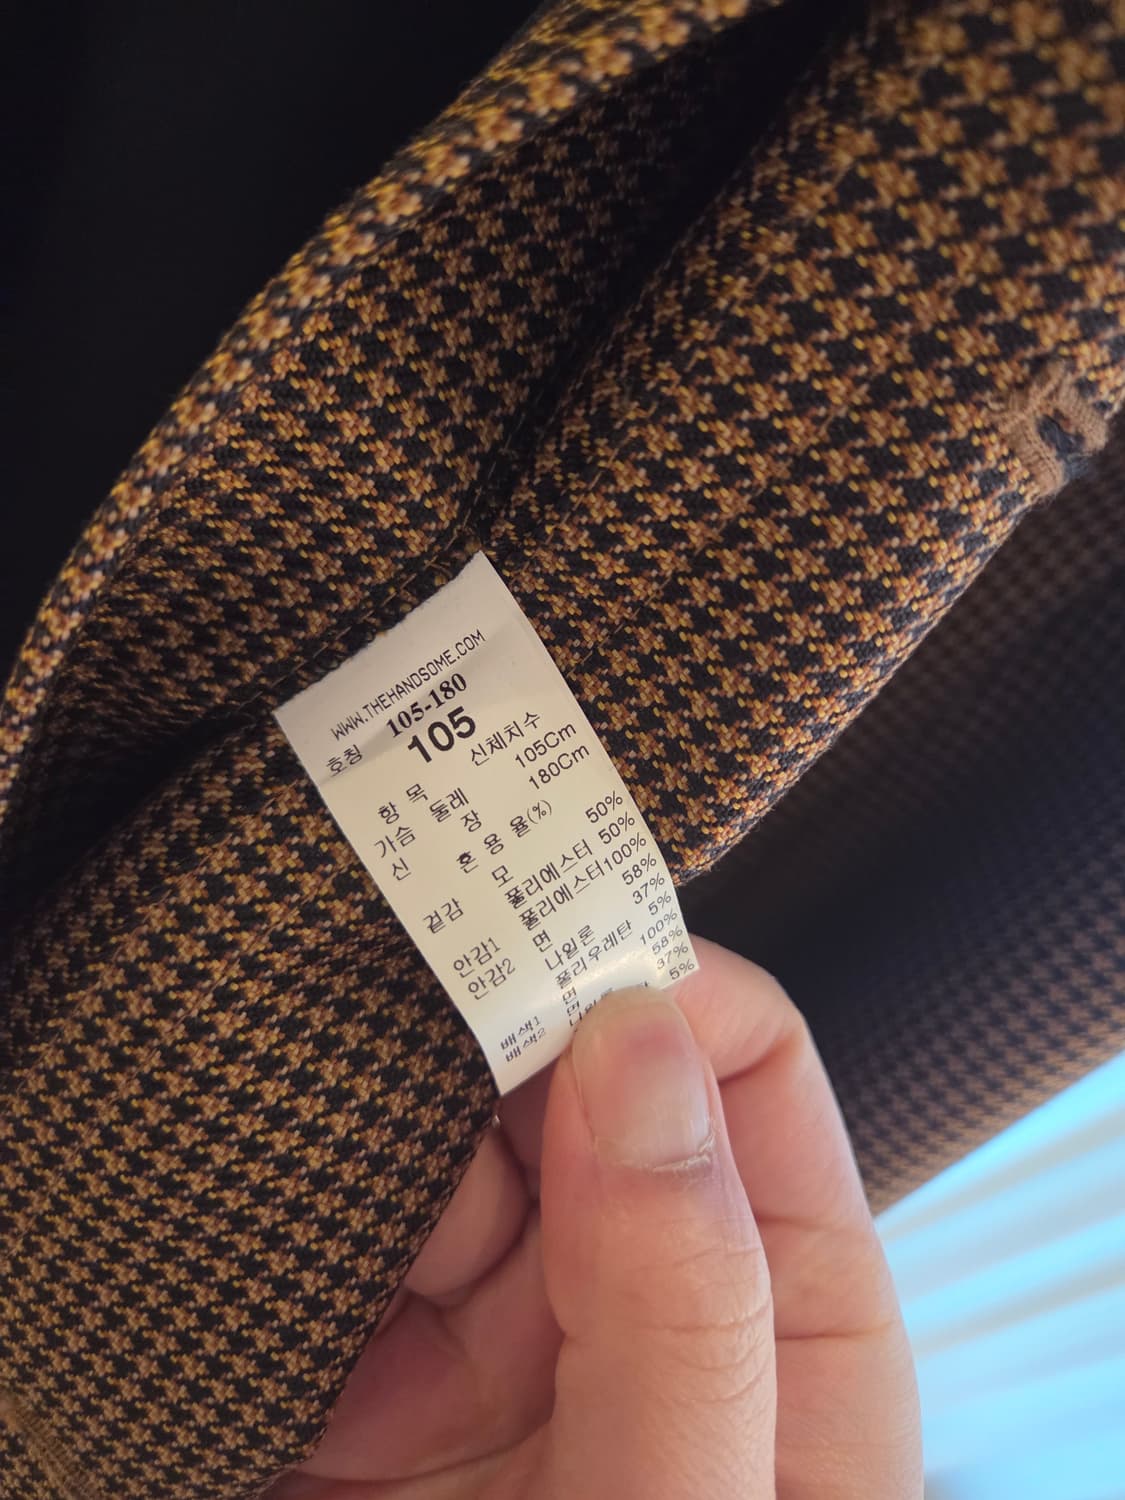 WWW.THEHANDSOME.COM
호칭 105-180
105
항 목 신체치수
가슴 둘레 105Cm
신 장 180Cm
혼 용 율(%)
겉감 모 50%
폴리에스터 50%
안감1 폴리에스터100%
안감2 면 58%
나일론 37%
폴리우레탄 5%
배색1 면 100%
배색2 면 58%
37%
5%